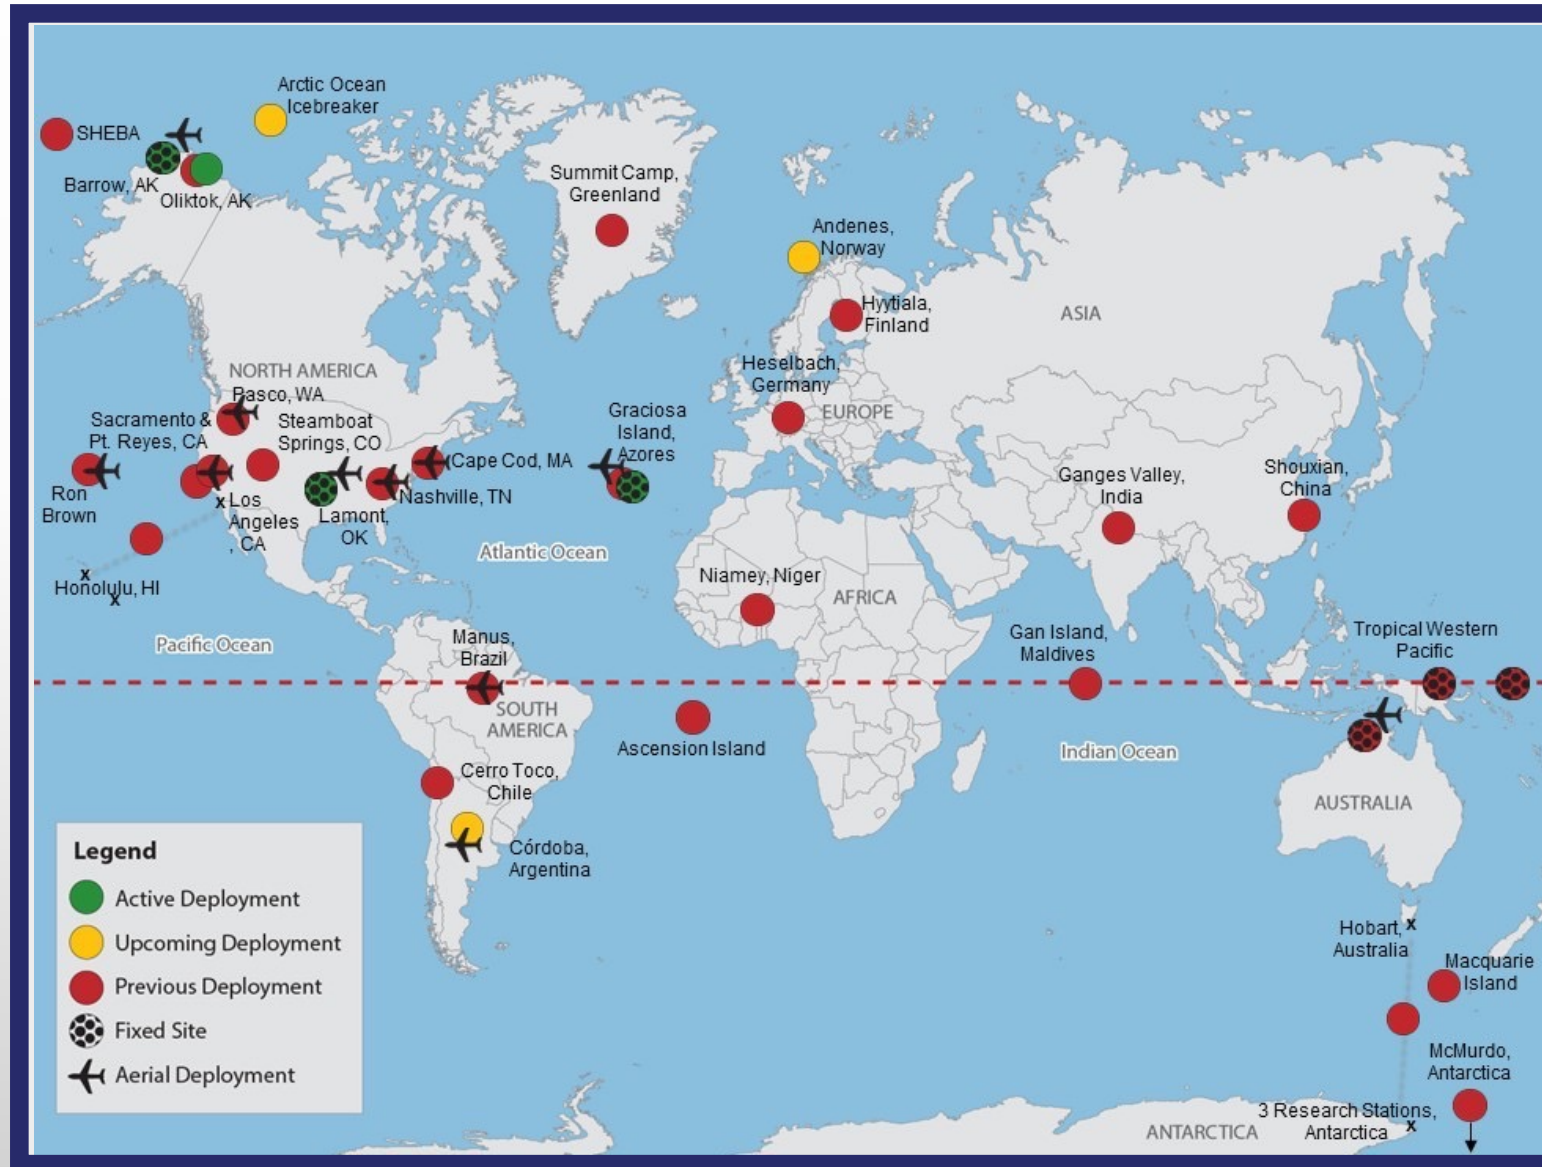 Arctic Ocean
Icebreaker
SHEBA
Barrow, AK
Oliktok, AK
Summit Camp,
Greenland
Andenes,
Norway
Hyytiala,
Finland
ASIA
NORTH AMERICA
Pasco, WA
Heselbach,
Germany
EUROPE
Sacramento &
Pt. Reyes, CA
Steamboat
Springs, CO
Graciosa
Island,
Azores
Cape Cod, MA
Nashville, TN
Ron
Brown
x Los
Angeles
, CA
Lamont,
OK
Ganges Valley,
India
Shouxian,
China
Atlantic Ocean
x
Honolulu, HI
x
Niamey, Niger
AFRICA
Pacific Ocean
Manus,
Brazil
Gan Island,
Maldives
Tropical Western
Pacific
SOUTH
AMERICA
Ascension Island
Indian Ocean
Cerro Toco,
Chile
AUSTRALIA
Córdoba,
Argentina
Legend
Active Deployment
Upcoming Deployment
Previous Deployment
Fixed Site
Aerial Deployment
Hobart, x
Australia
Macquarie
Island
McMurdo,
Antarctica
3 Research Stations,
Antarctica x
ANTARCTICA